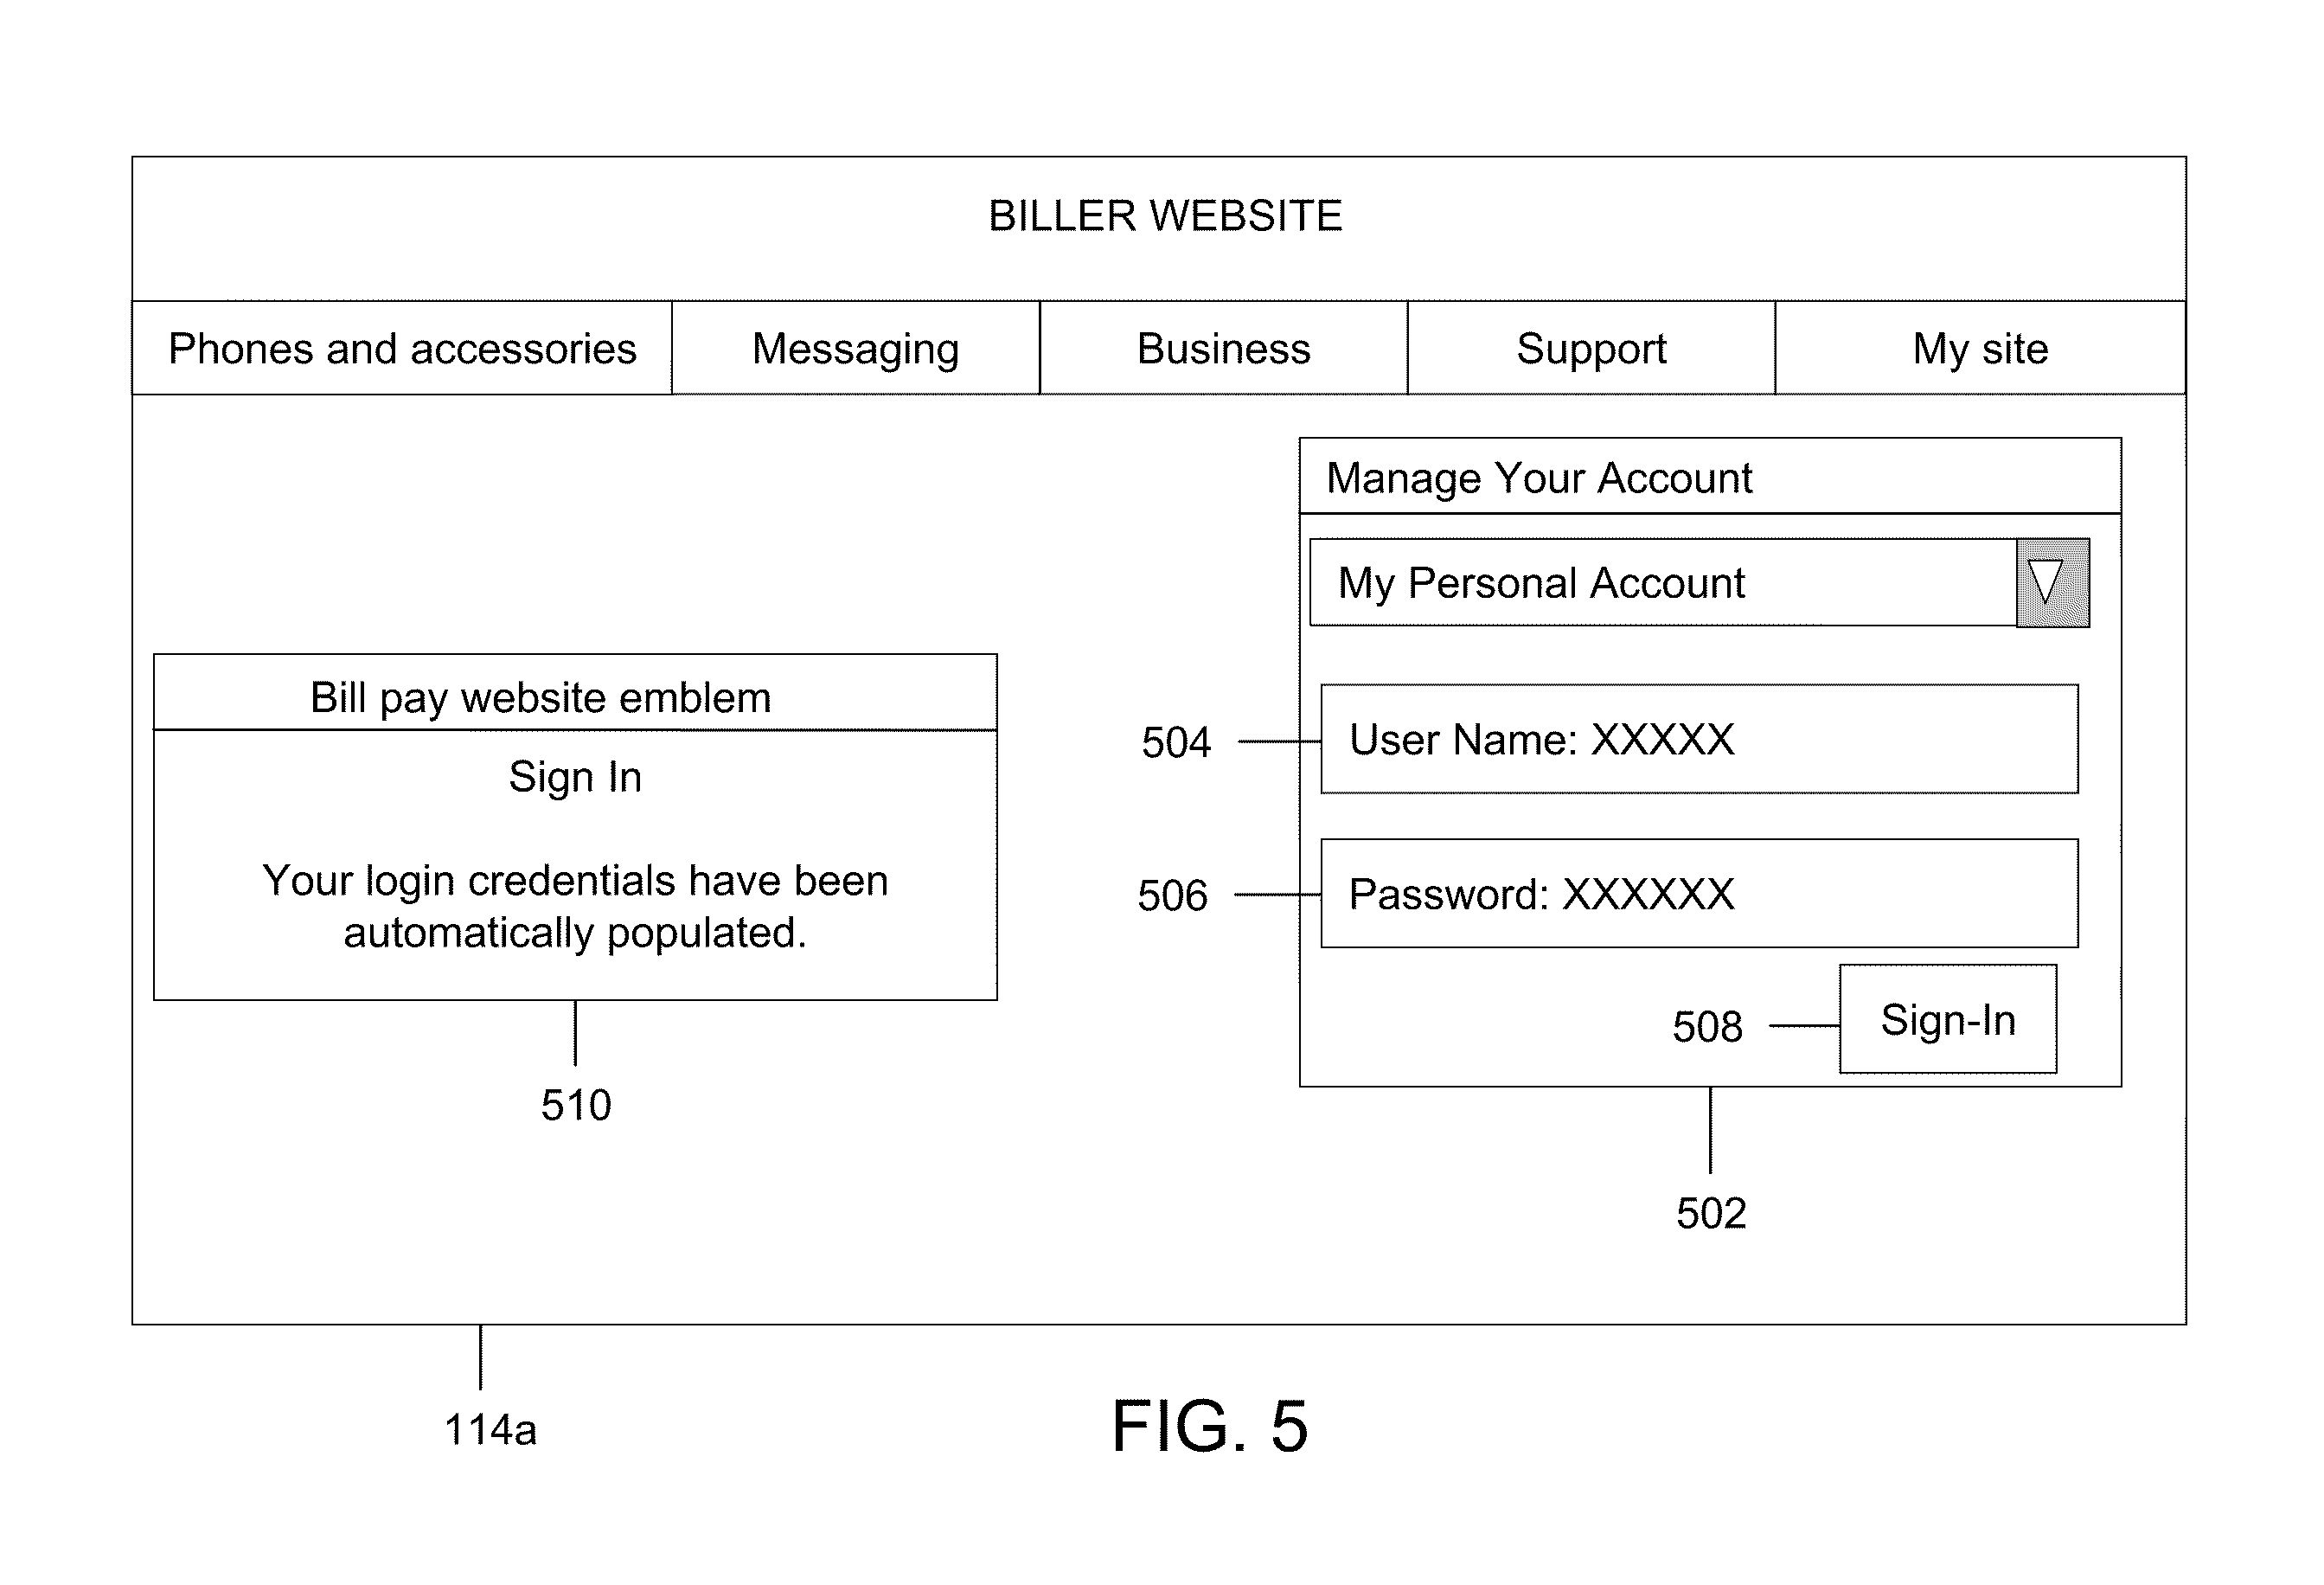 BILLER WEBSITE
Phones and accessories
Messaging
Business
Support
My site
Manage Your Account
My Personal Account
Bill pay website emblem
Sign In
Your login credentials have been
automatically populated.
510
504
User Name: XXXXX
506
Password: XXXXXX
508
Sign-In
502
114a
FIG. 5